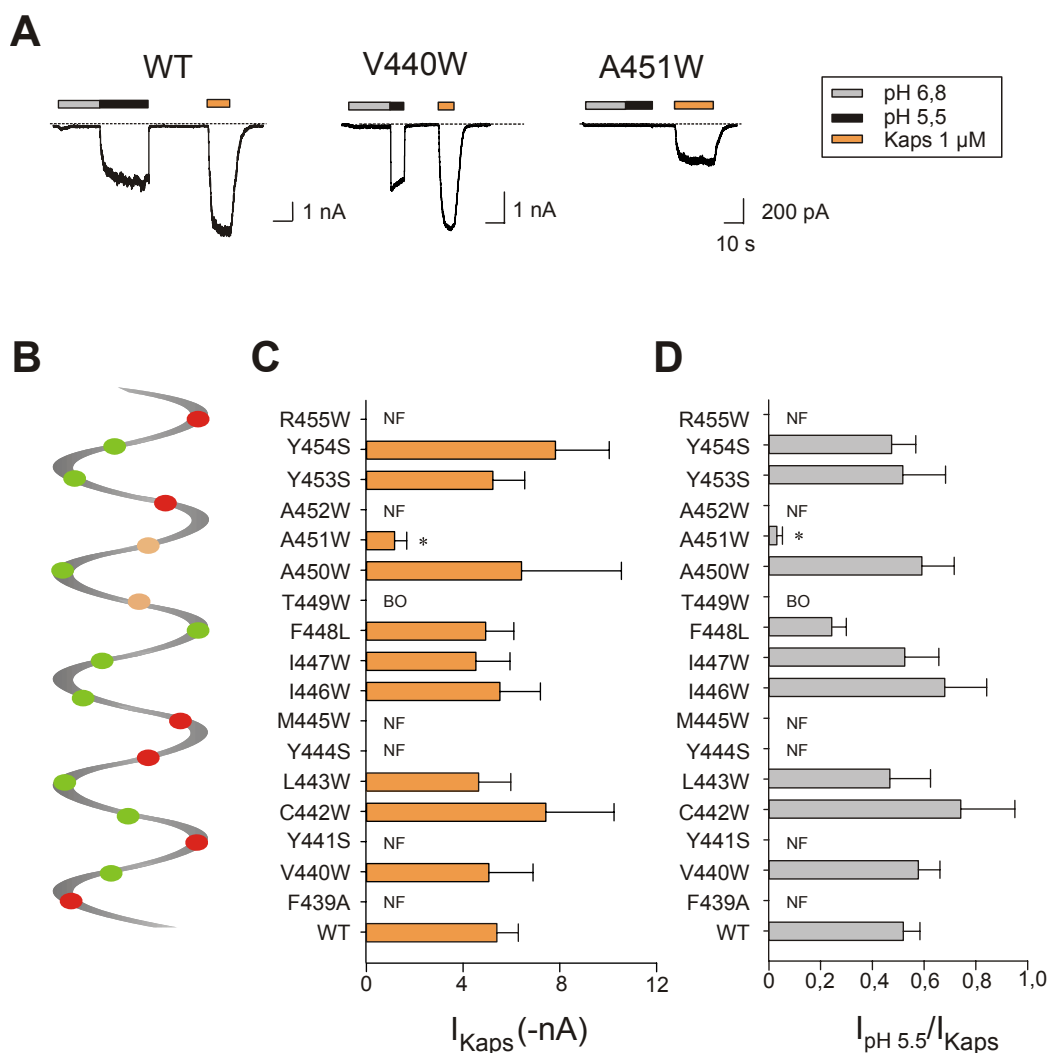 A
WT
V440W
A451W
pH 6,8
pH 5,5
Kaps 1 µM
1 nA
1 nA
200 pA
10 s
B
C
D
R455W NF
Y454S
Y453S
A452W NF
A451W *
A450W
T449W BO
F448L
I447W
I446W
M445W NF
Y444S NF
L443W
C442W
Y441S NF
V440W
F439A NF
WT
0 4 8 12
I Kaps (-nA)
R455W NF
Y454S
Y453S
A452W NF
A451W *
A450W
T449W BO
F448L
I447W
I446W
M445W NF
Y444S NF
L443W
C442W
Y441S NF
V440W
F439A NF
WT
0 0,2 0,4 0,6 0,8 1,0
I pH 5.5/I Kaps